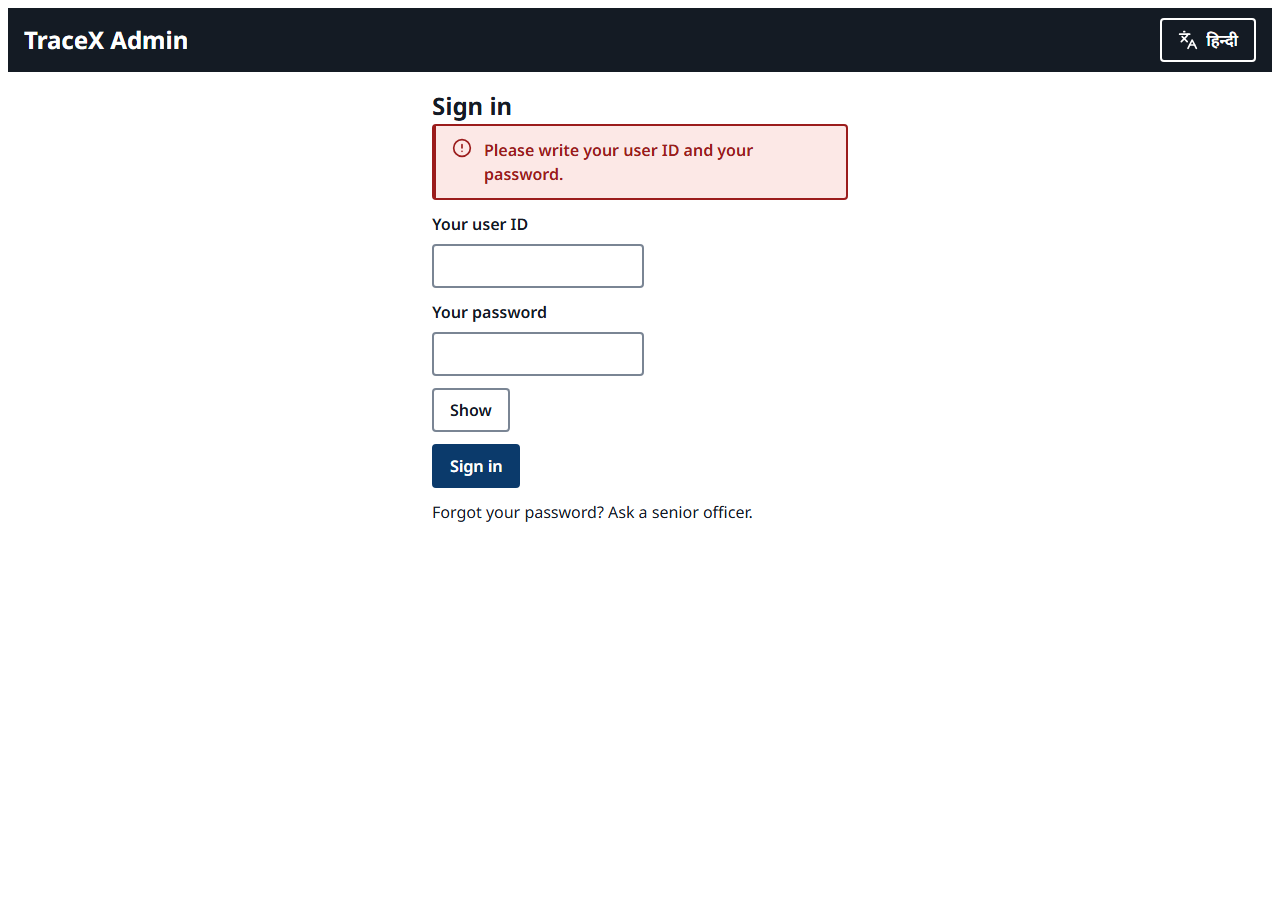 TraceX Admin
हिन्दी
Sign in
Please write your user ID and your
password.
Your user ID
Your password
Show
Sign in
Forgot your password? Ask a senior officer.